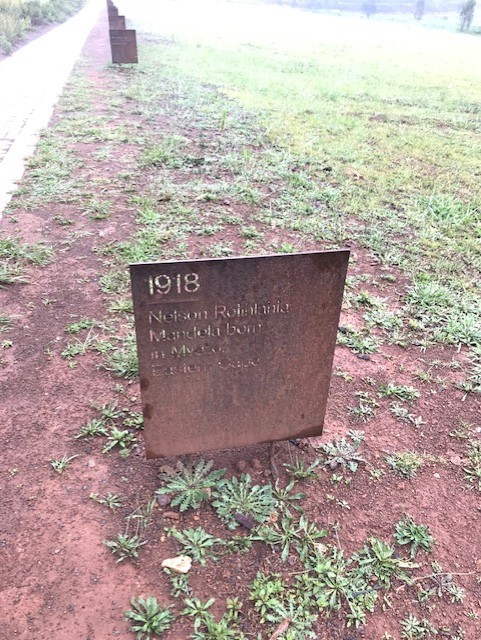 1918
Nelson Rolihlahla
Mandela born
in Mvezo,
Eastern Cape